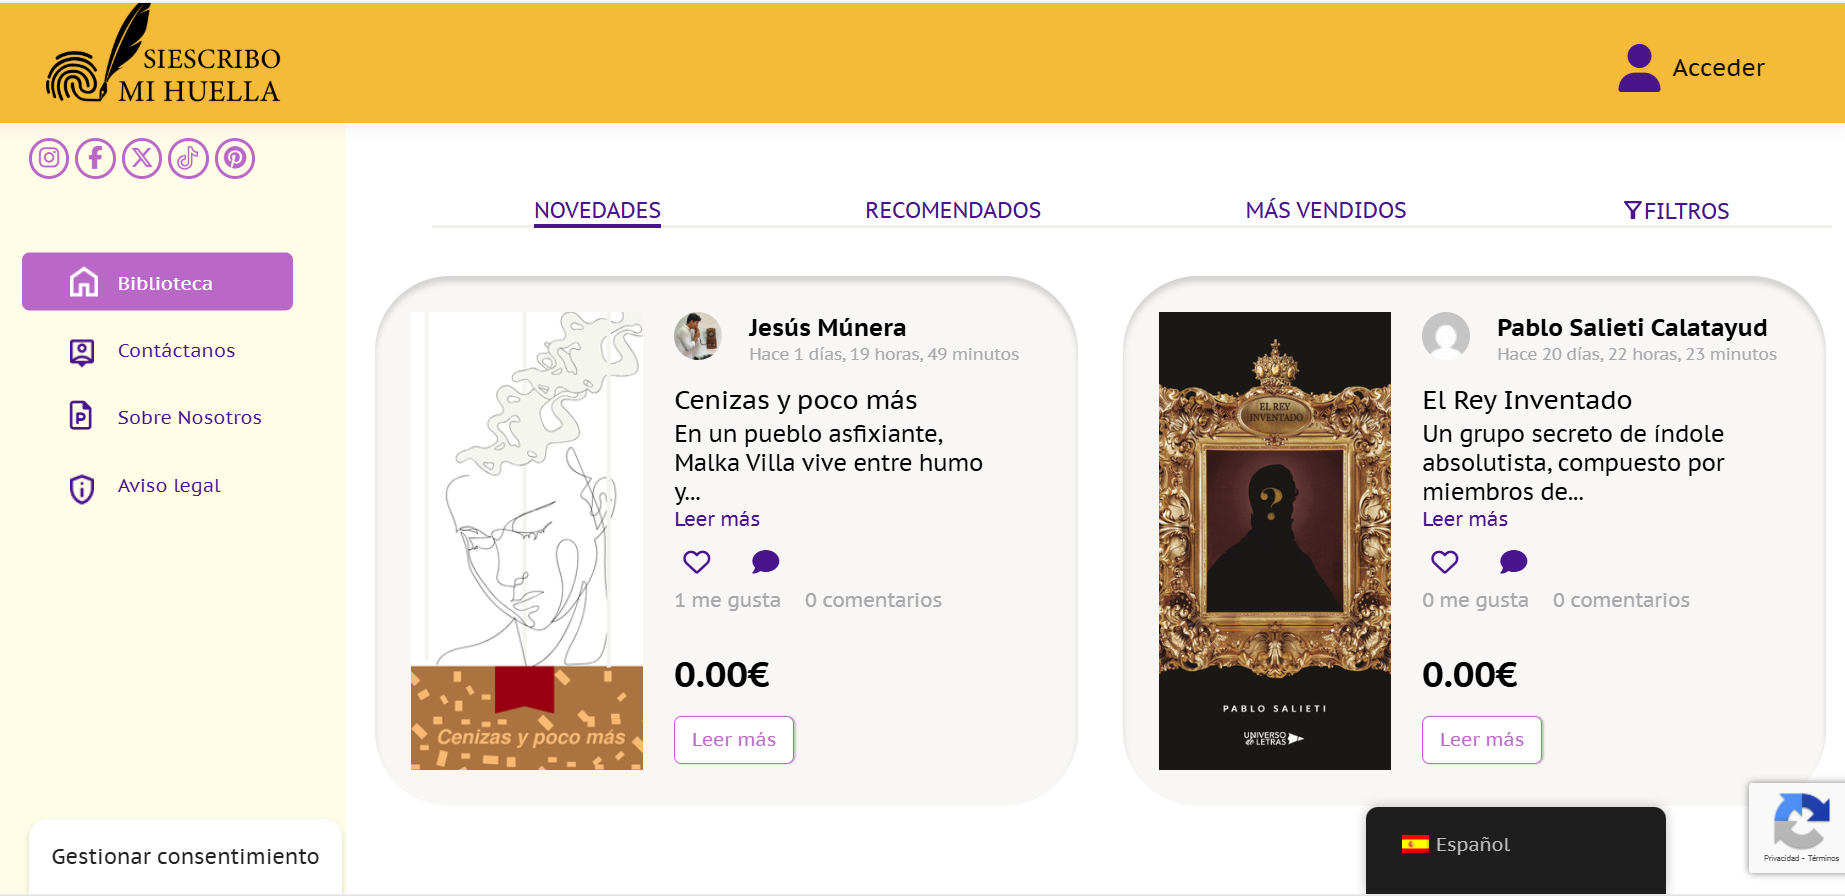 SIESCRIBO
MI HUELLA
Acceder
NOVEDADES
RECOMENDADOS
MÁS VENDIDOS
FILTROS
Biblioteca
Contáctanos
Sobre Nosotros
Aviso legal
Jesús Múnera
Hace 1 días, 19 horas, 49 minutos
Cenizas y poco más
En un pueblo asfixiante,
Malka Villa vive entre humo
y...
Leer más
1 me gusta 0 comentarios
0.00€
Leer más
Cenizas y poco más
Pablo Salieti Calatayud
Hace 20 días, 22 horas, 23 minutos
El Rey Inventado
Un grupo secreto de índole
absolutista, compuesto por
miembros de...
Leer más
0 me gusta 0 comentarios
0.00€
Leer más
EL REY
INVENTADO
?
PABLO SALIETI
UNIVERSO
DE LETRAS
Gestionar consentimiento
Español
Privacidad - Términos